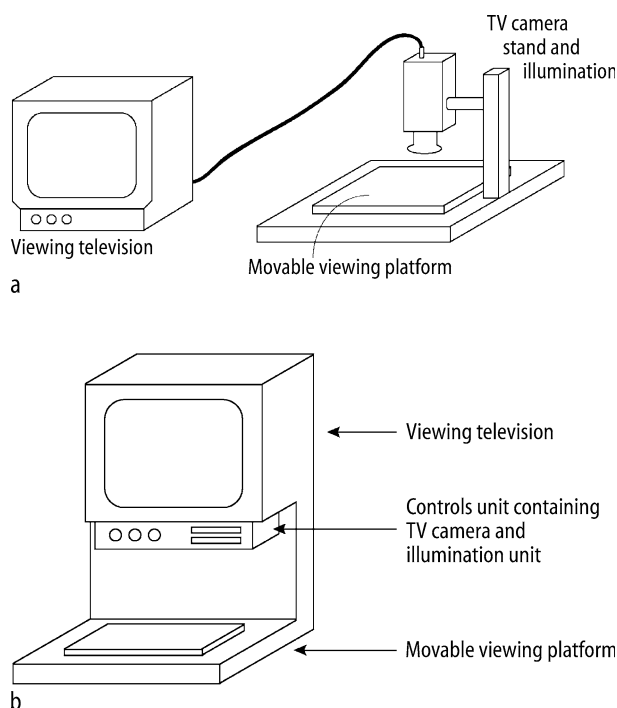 TV camera
stand and
illumination
Viewing television
Movable viewing platform
a
Viewing television
Controls unit containing
TV camera and
illumination unit
Movable viewing platform
b